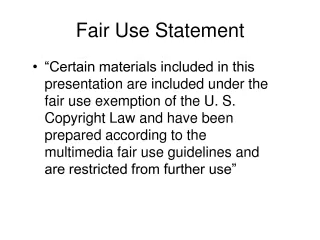 Fair Use Statement
• “Certain materials included in this
presentation are included under the
fair use exemption of the U. S.
Copyright Law and have been
prepared according to the
multimedia fair use guidelines and
are restricted from further use”